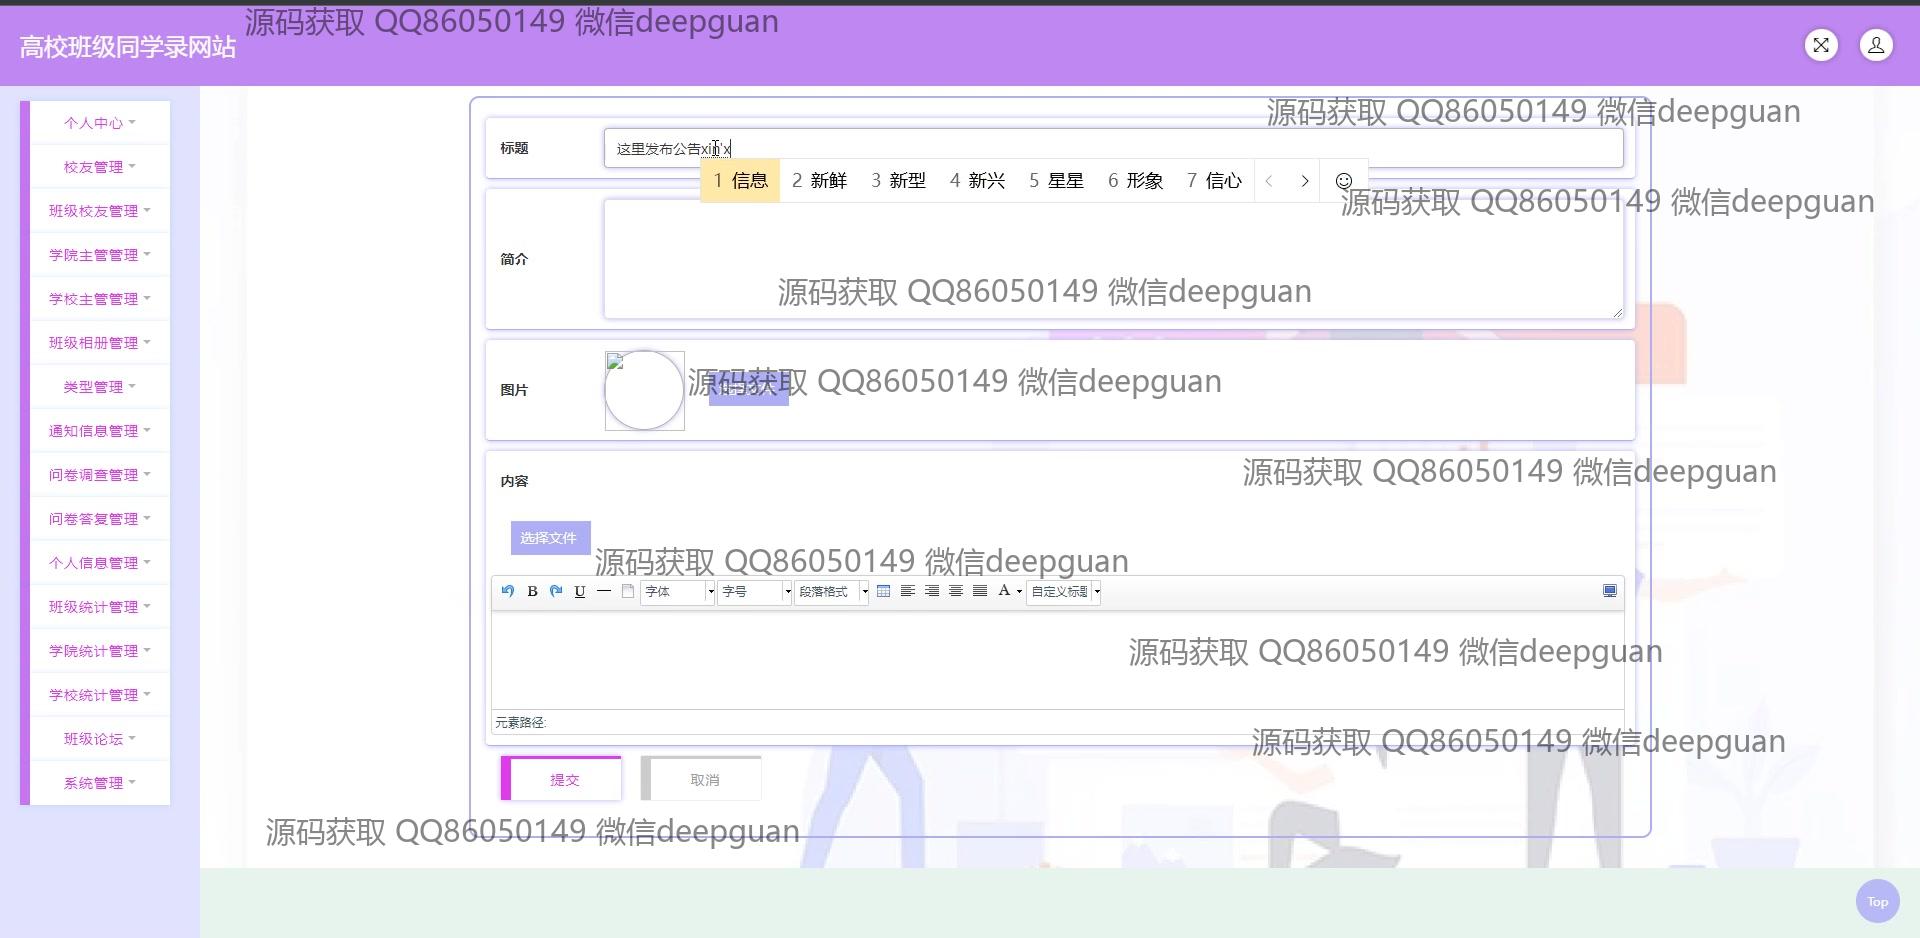 源码获取 QQ86050149 微信deepguan
高校班级同学录网站
个人中心
校友管理
班级校友管理
学院主管管理
学校主管管理
班级相册管理
类型管理
通知信息管理
问卷调查管理
问卷答复管理
个人信息管理
班级统计管理
学院统计管理
学校统计管理
班级论坛
系统管理
源码获取 QQ86050149 微信deepguan
标题
这里发布公告xin'x
1 信息 2 新鲜 3 新型 4 新兴 5 星星 6 形象 7 信心
源码获取 QQ86050149 微信deepguan
简介
源码获取 QQ86050149 微信deepguan
图片
源码获取 QQ86050149 微信deepguan
内容
源码获取 QQ86050149 微信deepguan
选择文件
源码获取 QQ86050149 微信deepguan
B U 字体 字号 段落格式 A 自定义标题
源码获取 QQ86050149 微信deepguan
元素路径:
源码获取 QQ86050149 微信deepguan
提交 取消
源码获取 QQ86050149 微信deepguan
Top